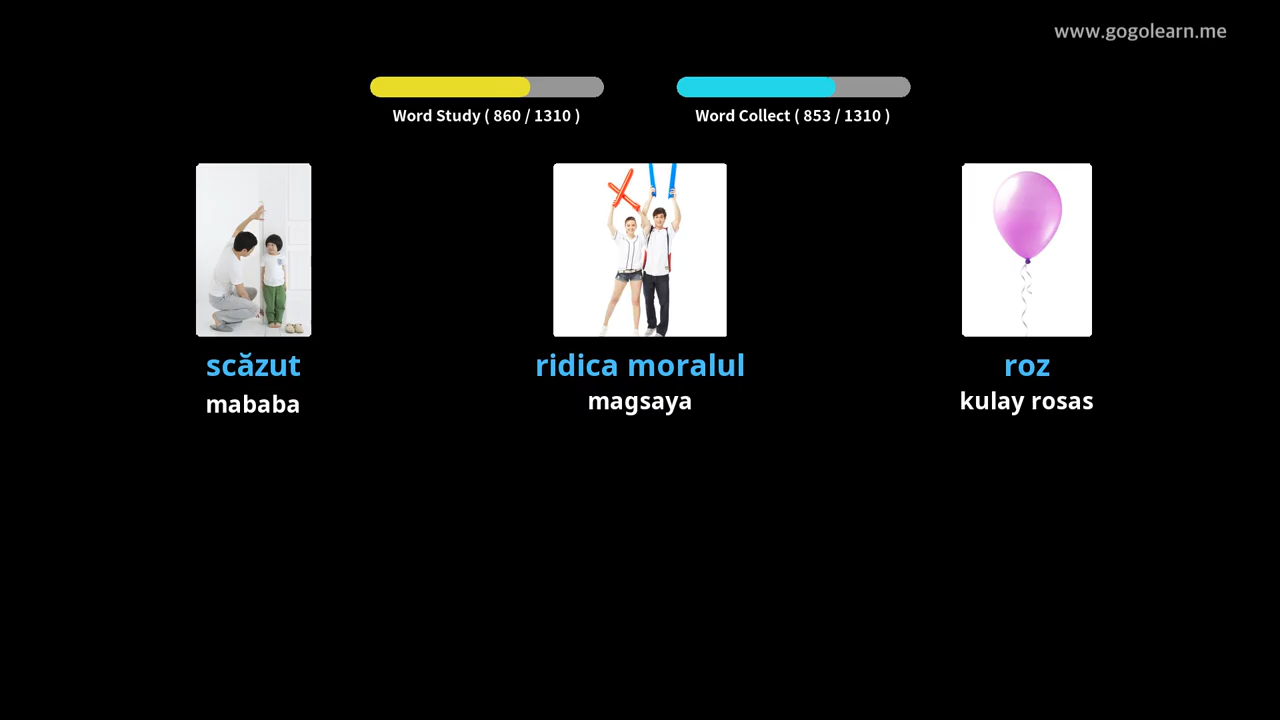 www.gogolearn.me
Word Study ( 860 / 1310 )
Word Collect ( 853 / 1310 )
scăzut
mababa
ridica moralul
magsaya
roz
kulay rosas